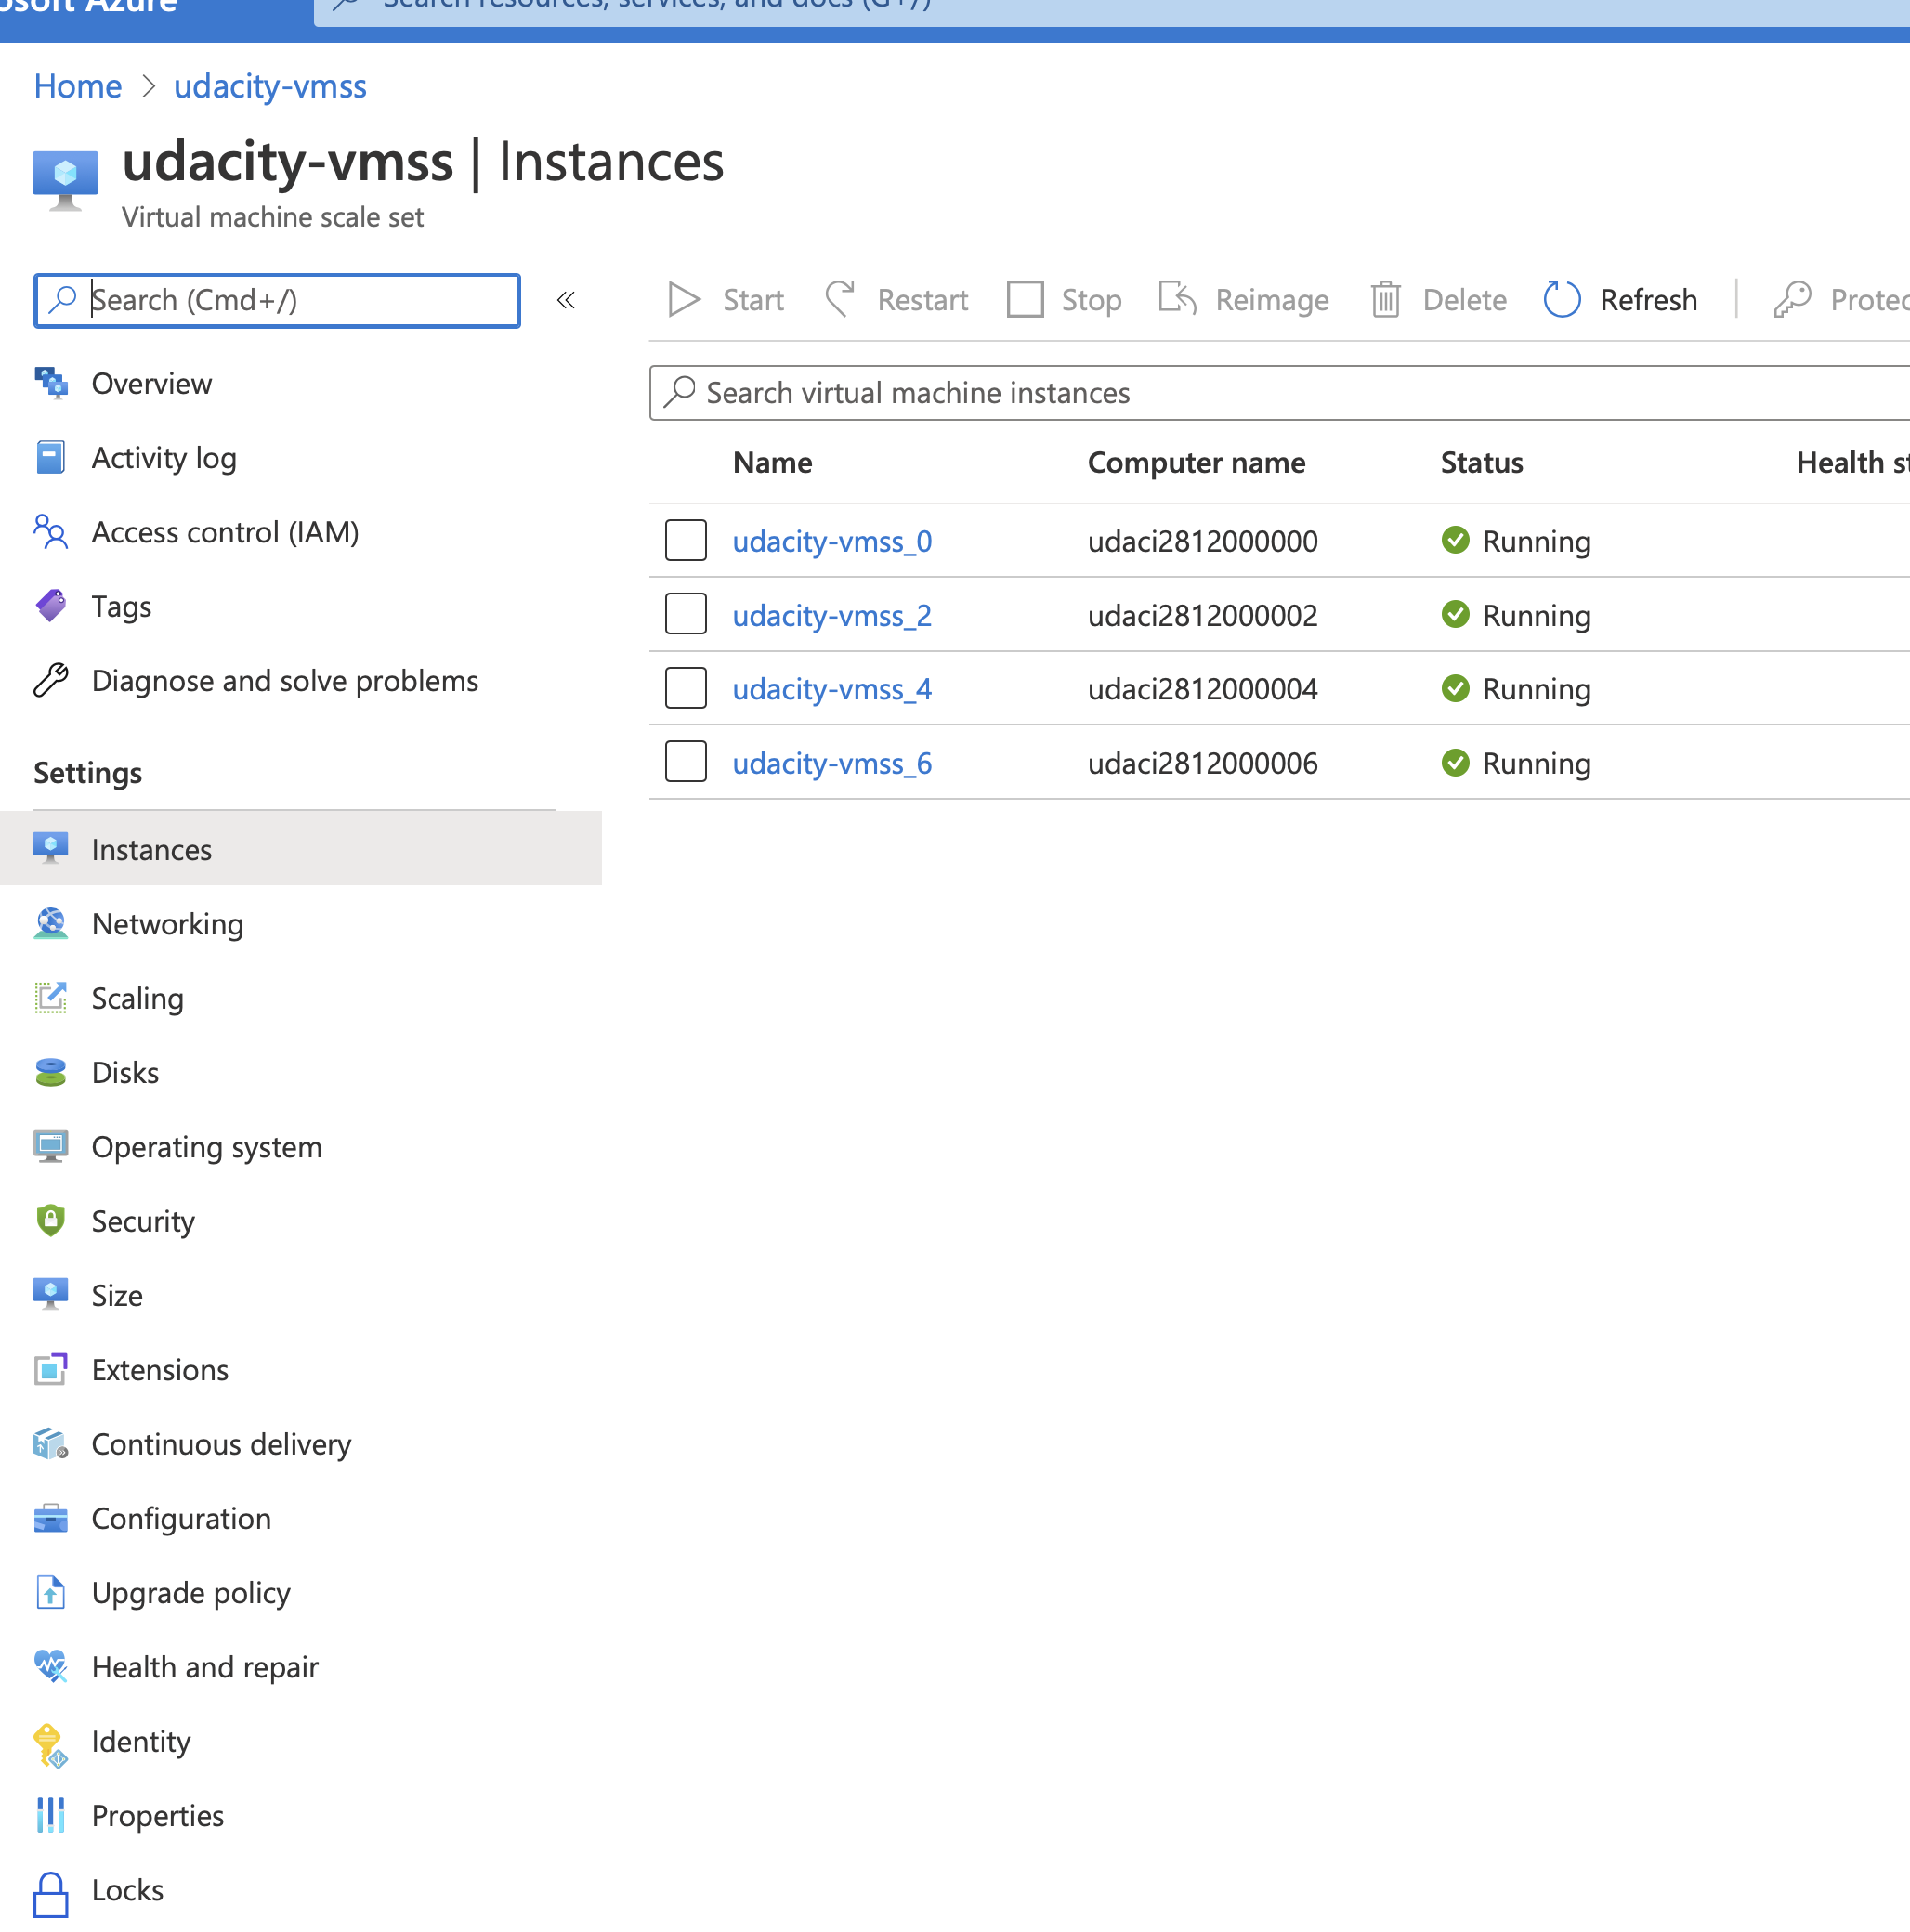 Azure
Search resources, services, and docs (G+/)
Home > udacity-vmss
udacity-vmss | Instances
Virtual machine scale set
Search (Cmd+/)
«
Start
Restart
Stop
Reimage
Delete
Refresh
Overview
Activity log
Access control (IAM)
Tags
Diagnose and solve problems
Settings
Instances
Networking
Scaling
Disks
Operating system
Security
Size
Extensions
Continuous delivery
Configuration
Upgrade policy
Health and repair
Identity
Properties
Locks
Search virtual machine instances
Name Computer name Status Health
udacity-vmss_0 udaci2812000000 Running
udacity-vmss_2 udaci2812000002 Running
udacity-vmss_4 udaci2812000004 Running
udacity-vmss_6 udaci2812000006 Running